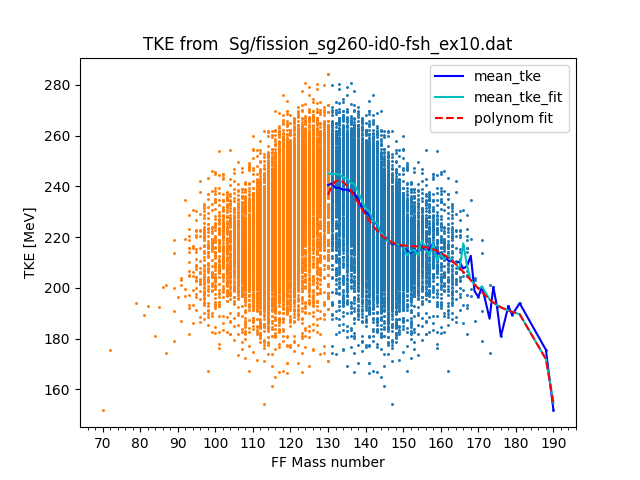 TKE from  Sg/fission_sg260-id0-fsh_ex10.dat
mean_tke
mean_tke_fit
polynom fit
TKE [MeV]
280
260
240
220
200
180
160
70 80 90 100 110 120 130 140 150 160 170 180 190
FF Mass number